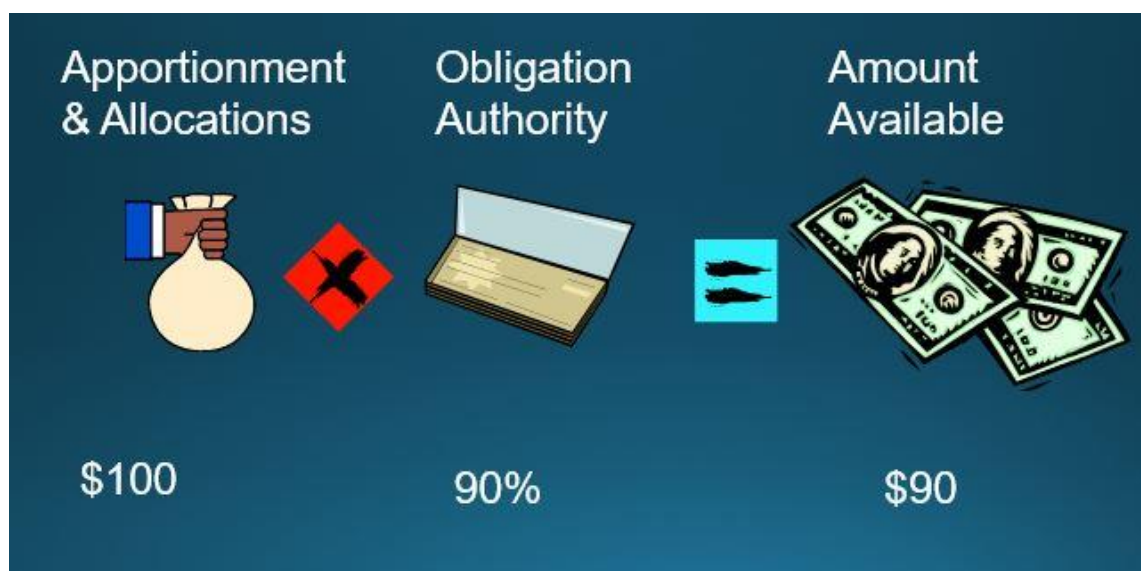 Apportionment
& Allocations
Obligation
Authority
Amount
Available
$100
90%
$90